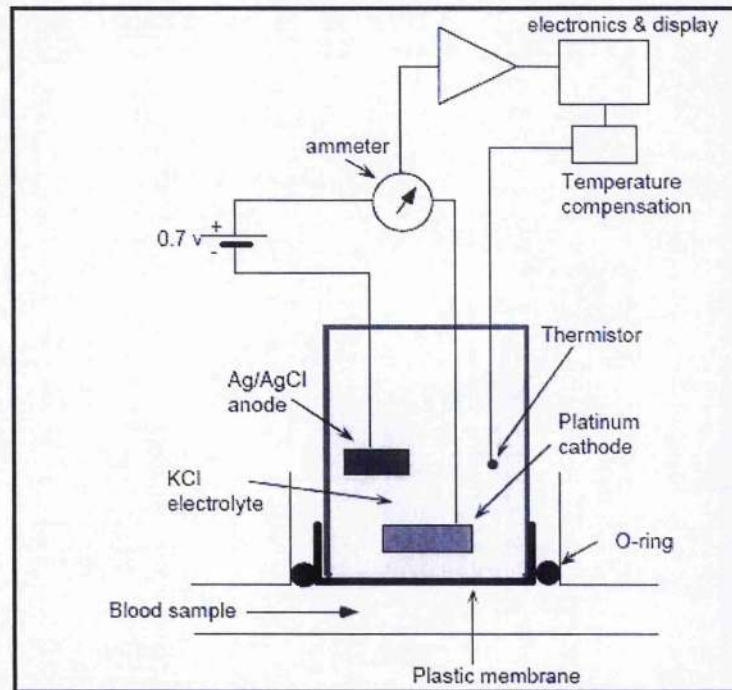 electronics & display
ammeter
Temperature
compensation
+
0.7 v
-
Thermistor
Ag/AgCl
anode
Platinum
cathode
KCl
electrolyte
O-ring
Blood sample
Plastic membrane